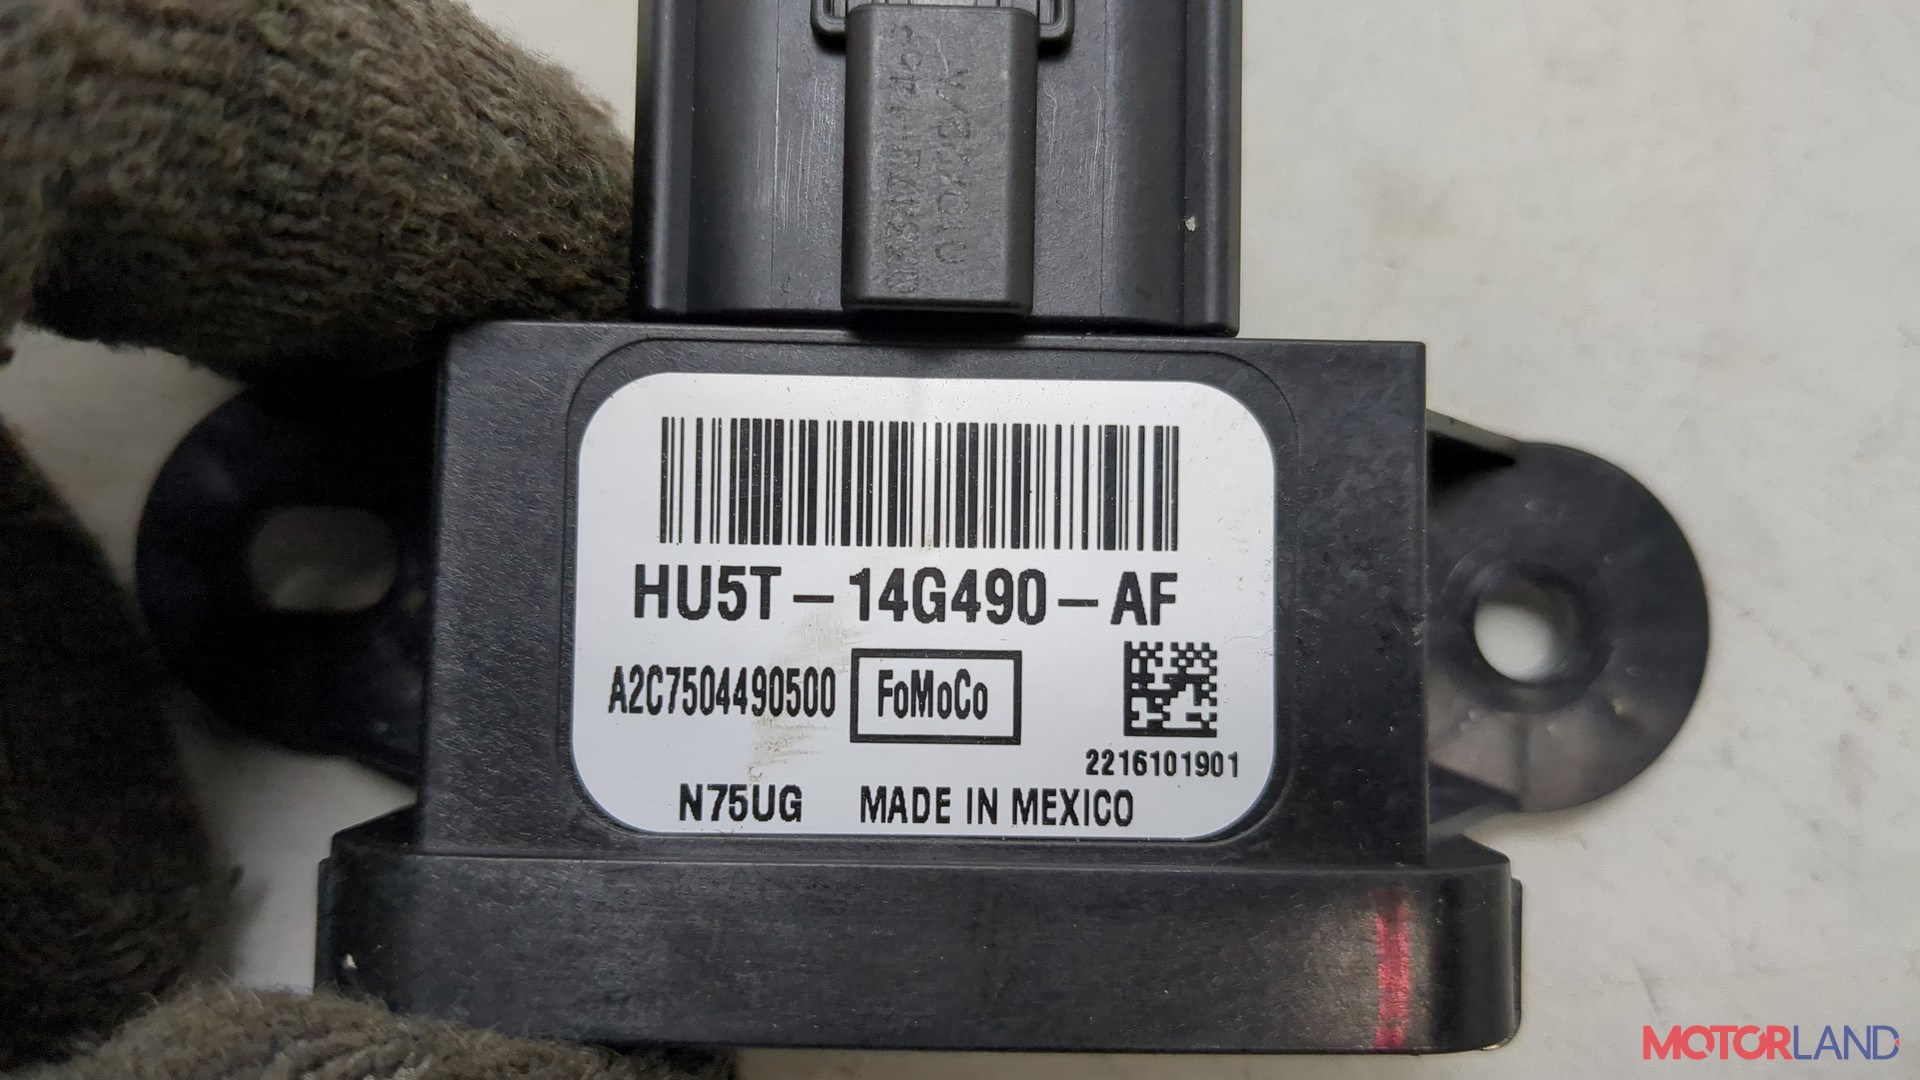 HU5T-14G490-AF
A2C7504490500 FoMoCo
2216101901
N75UG MADE IN MEXICO
MOTORLAND